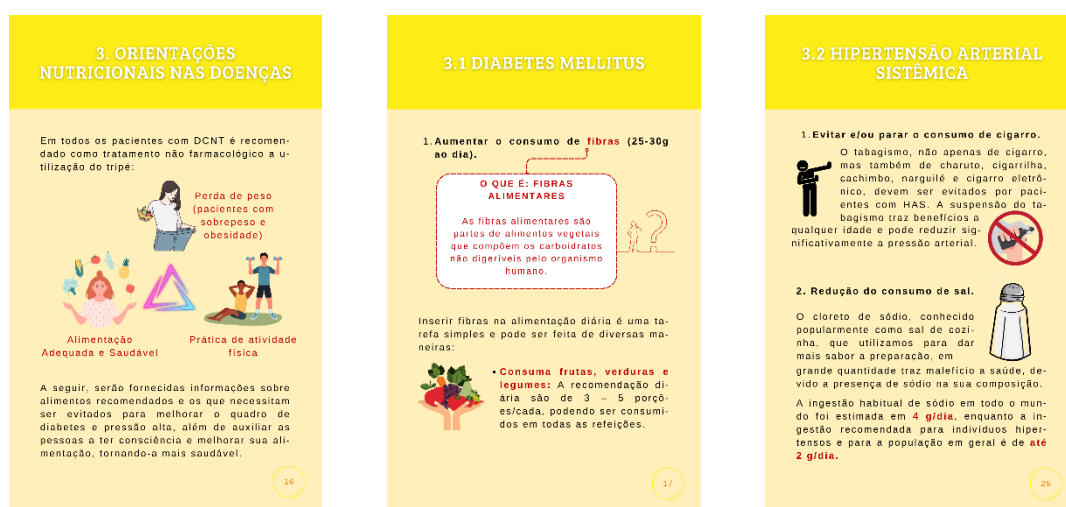 3. ORIENTAÇÕES
NUTRICIONAIS NAS DOENÇAS
Em todos os pacientes com DCNT é recomen-
dado como tratamento não farmacológico a u-
tilização do tripé:
Perda de peso
(pacientes com
sobrepeso e
obesidade)
Alimentação
Adequada e Saudável
Prática de atividade
física
A seguir, serão fornecidas informações sobre
alimentos recomendados e os que necessitam
ser evitados para melhorar o quadro de
diabetes e pressão alta, além de auxiliar as
pessoas a ter consciência e melhorar sua ali-
mentação, tornando-a mais saudável.
16
3.1 DIABETES MELLITUS
1. Aumentar o consumo de fibras (25-30g
ao dia).
O QUE É: FIBRAS
ALIMENTARES
As fibras alimentares são
partes de alimentos vegetais
que compõem os carboidratos
não digeríveis pelo organismo
humano.
Inserir fibras na alimentação diária é uma ta-
refa simples e pode ser feita de diversas ma-
neiras:
• Consuma frutas, verduras e
legumes: A recomendação di-
ária são de 3 – 5 porçõ-
es/cada, podendo ser consumi-
dos em todas as refeições.
17
3.2 HIPERTENSÃO ARTERIAL
SISTÊMICA
1. Evitar e/ou parar o consumo de cigarro.
O tabagismo, não apenas de cigarro,
mas também de charuto, cigarrilha,
cachimbo, narguilé e cigarro eletrô-
nico, devem ser evitados por paci-
entes com HAS. A suspensão do ta-
bagismo traz benefícios a
qualquer idade e pode reduzir sig-
nificativamente a pressão arterial.
2. Redução do consumo de sal.
O cloreto de sódio, conhecido
popularmente como sal de cozi-
nha, que utilizamos para dar
mais sabor a preparação, em
grande quantidade traz malefício a saúde, de-
vido a presença de sódio na sua composição.
A ingestão habitual de sódio em todo o mun-
do foi estimada em 4 g/dia, enquanto a in-
gestão recomendada para indivíduos hiper-
tensos e para a população em geral é de até
2 g/dia.
25